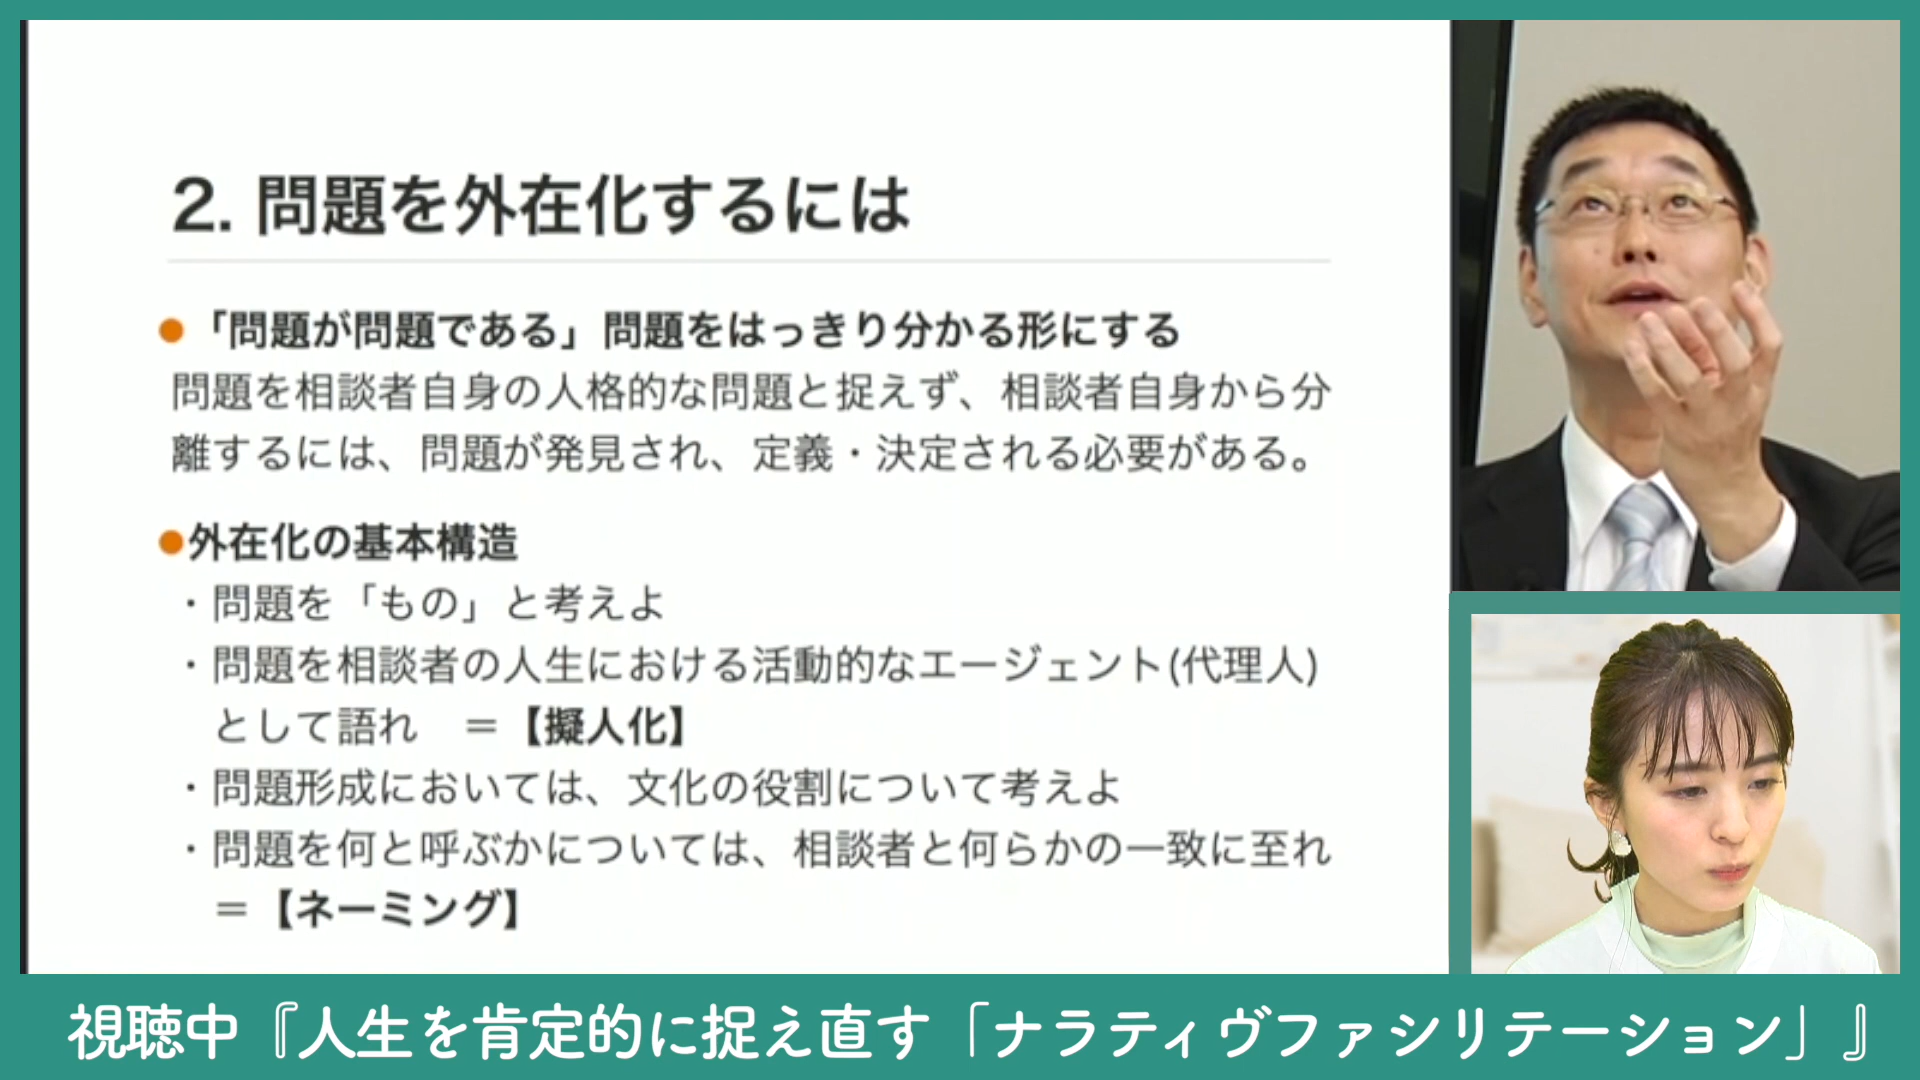 2. 問題を外在化するには
●「問題が問題である」問題をはっきり分かる形にする
問題を相談者自身の人格的な問題と捉えず、相談者自身から分
離するには、問題が発見され、定義・決定される必要がある。
●外在化の基本構造
・問題を「もの」と考えよ
・問題を相談者の人生における活動的なエージェント(代理人)
として語れ　＝【擬人化】
・問題形成においては、文化の役割について考えよ
・問題を何と呼ぶかについては、相談者と何らかの一致に至れ
＝【ネーミング】
視聴中『人生を肯定的に捉え直す「ナラティヴファシリテーション」』